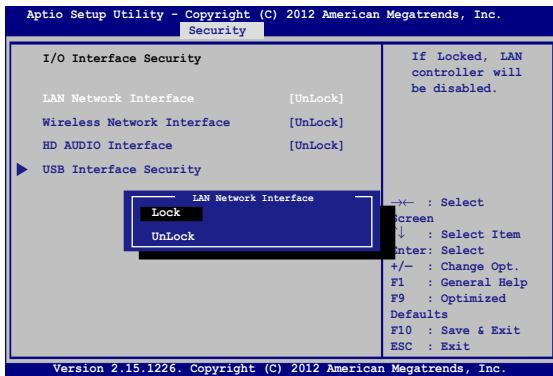 Aptio Setup Utility - Copyright (C) 2012 American Megatrends, Inc.
Security
I/O Interface Security
LAN Network Interface [UnLock]
Wireless Network Interface [UnLock]
HD AUDIO Interface [UnLock]
USB Interface Security
If Locked, LAN
controller will
be disabled.
LAN Network Interface
Lock
UnLock
→← : Select
Screen
↑↓ : Select Item
Enter: Select
+/— : Change Opt.
F1 : General Help
F9 : Optimized
Defaults
F10 : Save & Exit
ESC : Exit
Version 2.15.1226. Copyright (C) 2012 American Megatrends, Inc.